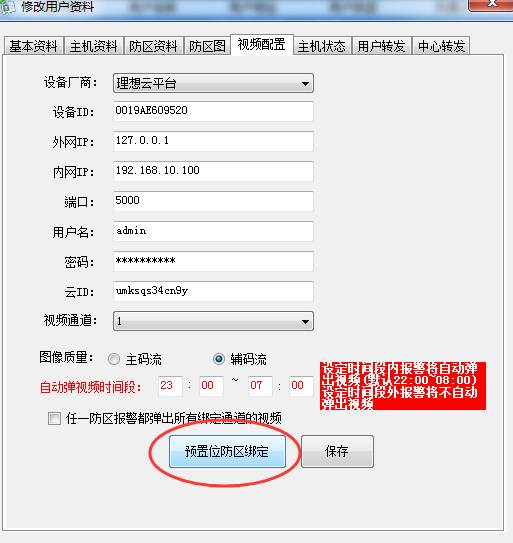 修改用户资料
基本资料 主机资料 防区资料 防区图 视频配置 主机状态 用户转发 中心转发
设备厂商： 理想云平台
设备ID： 0019AE609520
外网IP： 127.0.0.1
内网IP： 192.168.10.100
端口： 5000
用户名： admin
密码： **********
云ID： umksqs34cn9y
视频通道： 1
图像质量： 主码流 辅码流
自动弹视频时间段： 23 : 00 ~ 07 : 00
设定时间段内报警将自动
出视频(默认22:00~08:00)
设定时间段外报警将不自动
弹出视频
任一防区报警都弹出所有绑定通道的视频
预置位防区绑定 保存